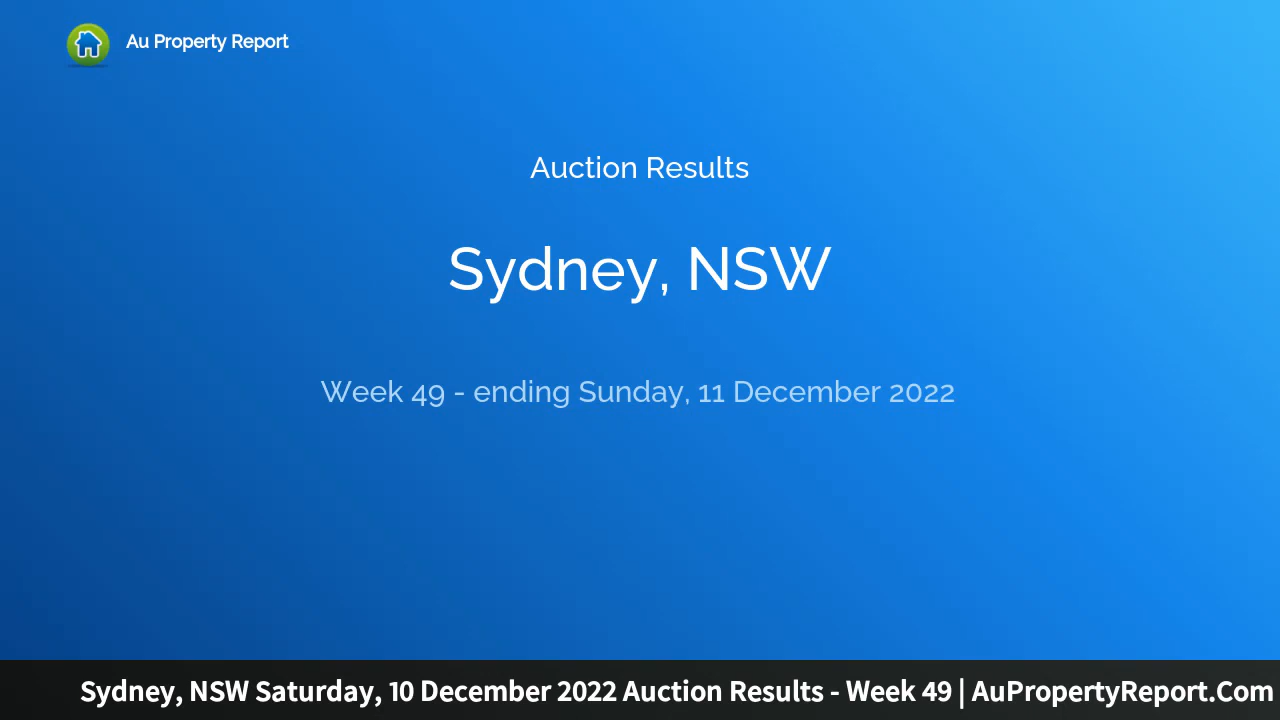 Au Property Report
Auction Results
Sydney, NSW
Week 49 - ending Sunday, 11 December 2022
Sydney, NSW Saturday, 10 December 2022 Auction Results - Week 49 | AuPropertyReport.Com